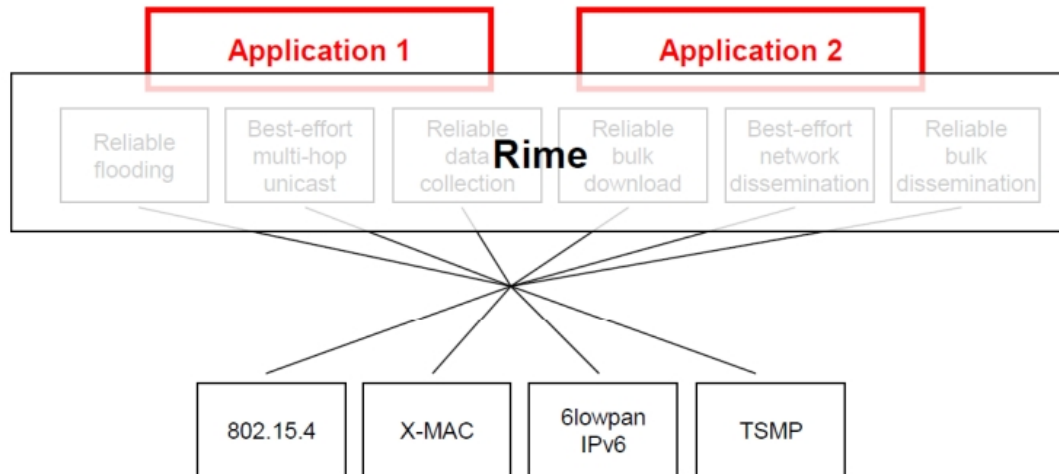 Application 1
Application 2
Reliable
flooding
Best-effort
multi-hop
unicast
Reliable
data
collection
Rime
Reliable
bulk
download
Best-effort
network
dissemination
Reliable
bulk
dissemination
802.15.4
X-MAC
6lowpan
IPv6
TSMP